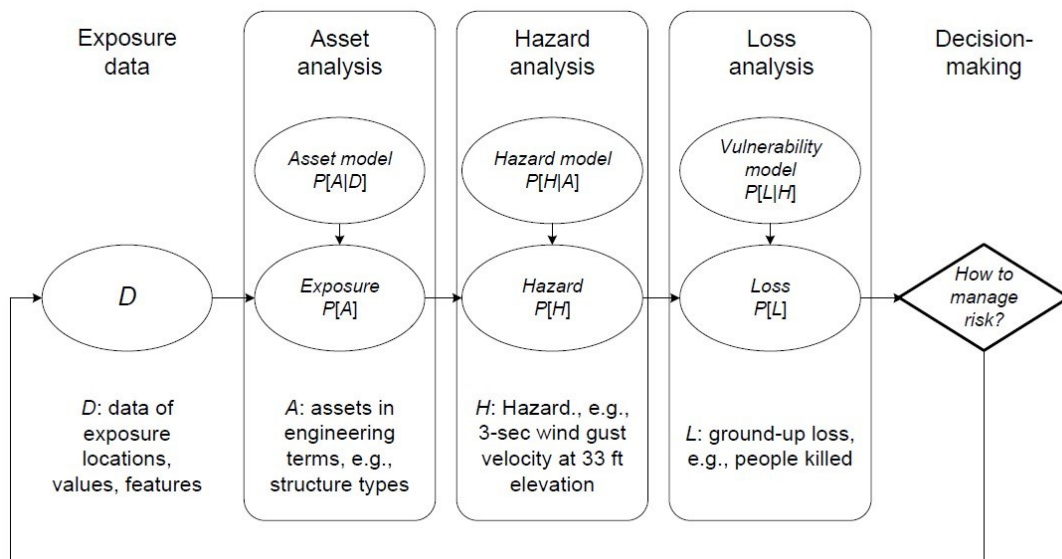 Exposure
data
Asset
analysis
Hazard
analysis
Loss
analysis
Decision-
making
Asset model
P[A|D]
Hazard model
P[H|A]
Vulnerability
model
P[L|H]
D
Exposure
P[A]
Hazard
P[H]
Loss
P[L]
How to
manage
risk?
D: data of
exposure
locations,
values, features
A: assets in
engineering
terms, e.g.,
structure types
H: Hazard., e.g.,
3-sec wind gust
velocity at 33 ft
elevation
L: ground-up loss,
e.g., people killed